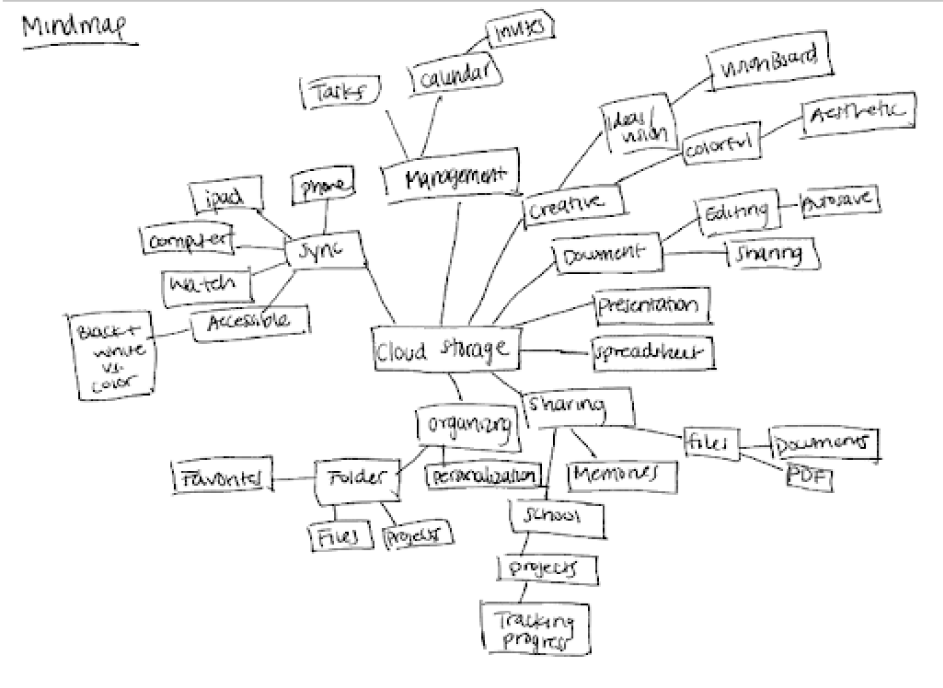 Mindmap
invites
Calendar
Tasks
Vision Board
Ideas/
vision
Aesthetic
colorful
Management
phone
ipad
Creative
Editing
Autosave
Computer
Sync
Document
Sharing
Watch
Accessible
Presentation
Black +
white
vs.
color
Cloud Storage
Spreadsheet
Sharing
organizing
files
Documents
PDF
Favorites
Folder
personalization
Memories
Files
Projects
School
projects
Tracking
progress